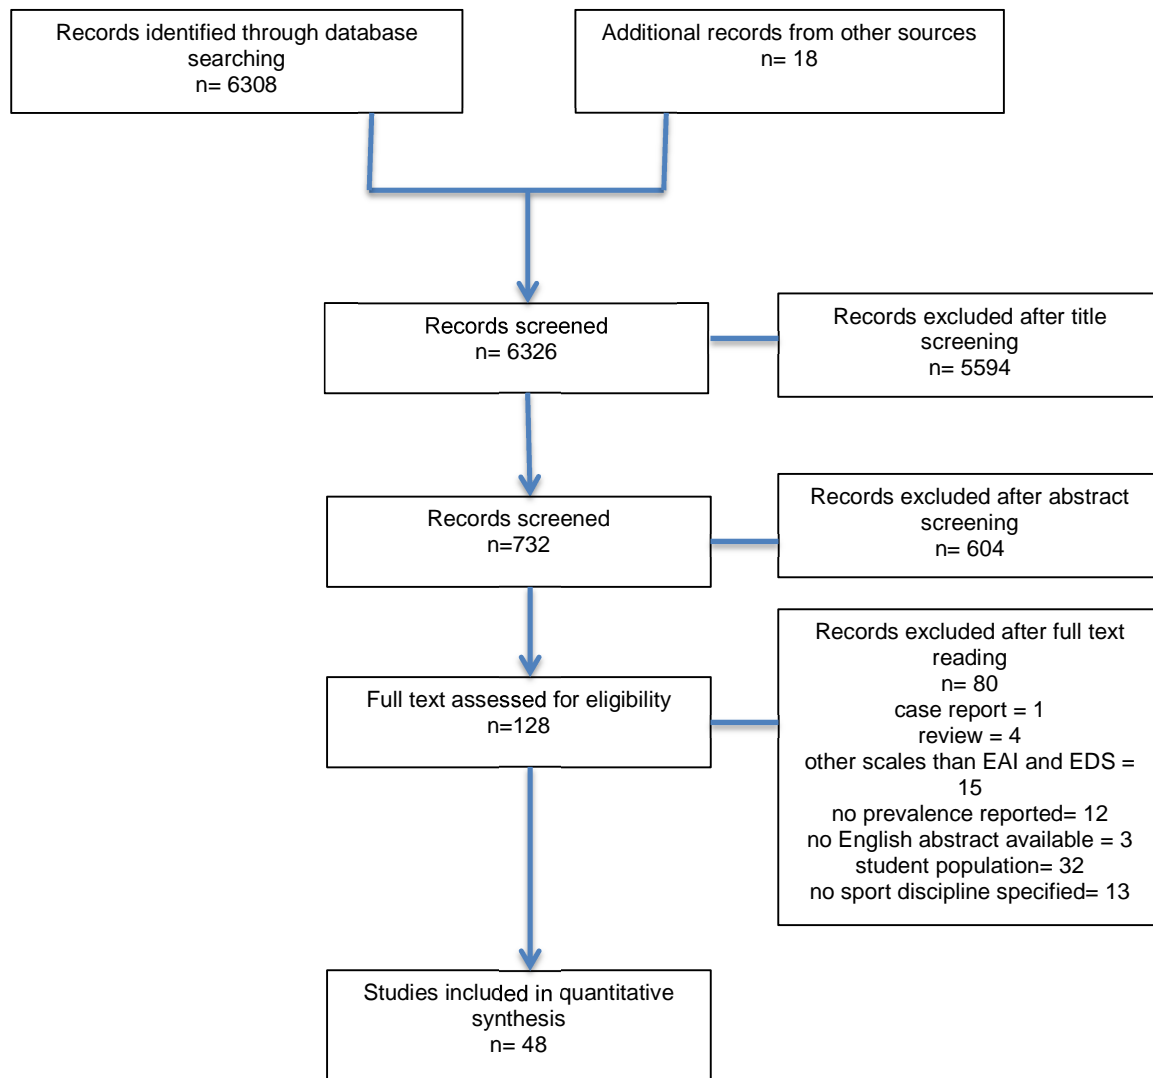 Records identified through database
searching
n= 6308
Additional records from other sources
n= 18
Records screened
n= 6326
Records excluded after title
screening
n= 5594
Records screened
n=732
Records excluded after abstract
screening
n= 604
Full text assessed for eligibility
n=128
Records excluded after full text
reading
n= 80
case report = 1
review = 4
other scales than EAI and EDS =
15
no prevalence reported= 12
no English abstract available = 3
student population= 32
no sport discipline specified= 13
Studies included in quantitative
synthesis
n= 48